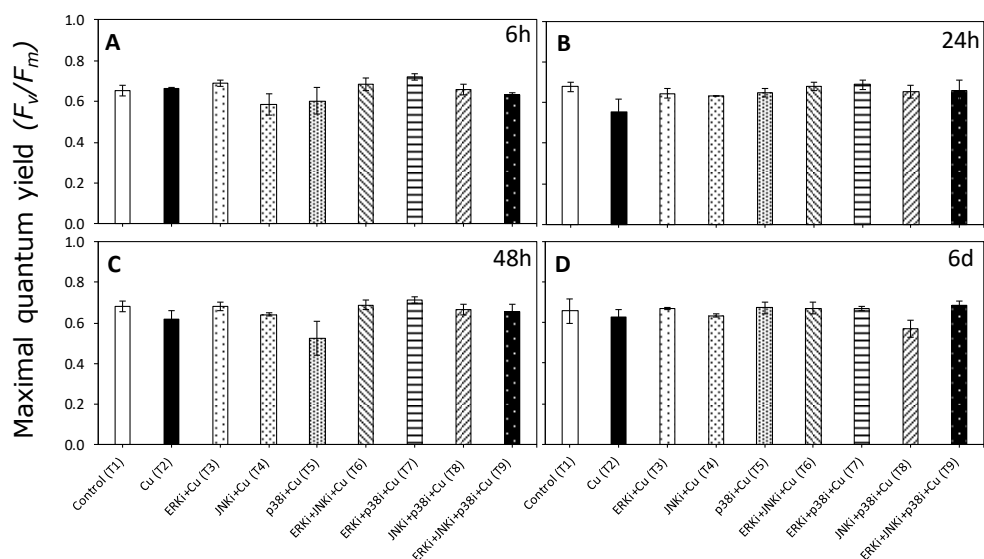 Maximal quantum yield (Fv/Fm)
1.0
0.8
0.6
0.4
0.2
0.0
A
6h
B
24h
1.0
0.8
0.6
0.4
0.2
0.0
C
48h
D
6d
Control (T1)
Cu (T2)
ERKi+Cu (T3)
JNKi+Cu (T4)
p38i+Cu (T5)
ERKi+JNKi+Cu (T6)
ERKi+p38i+Cu (T7)
JNKi+p38i+Cu (T8)
ERKi+JNKi+p38i+Cu (T9)
Control (T1)
Cu (T2)
ERKi+Cu (T3)
JNKi+Cu (T4)
p38i+Cu (T5)
ERKi+JNKi+Cu (T6)
ERKi+p38i+Cu (T7)
JNKi+p38i+Cu (T8)
ERKi+JNKi+p38i+Cu (T9)